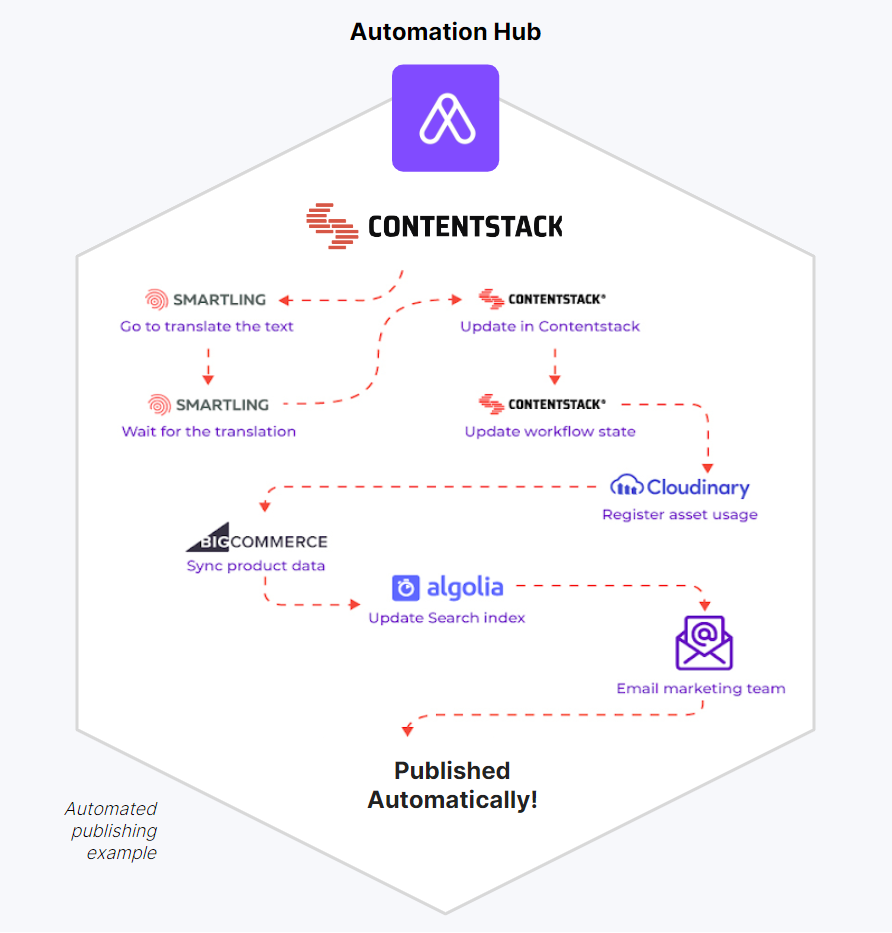 Automation Hub
CONTENTSTACK
SMARTLING
Go to translate the text
CONTENTSTACK®
Update in Contentstack
SMARTLING
Wait for the translation
CONTENTSTACK®
Update workflow state
Cloudinary
Register asset usage
BIGCOMMERCE
Sync product data
algolia
Update Search index
@
Email marketing team
Published
Automatically!
Automated
publishing
example